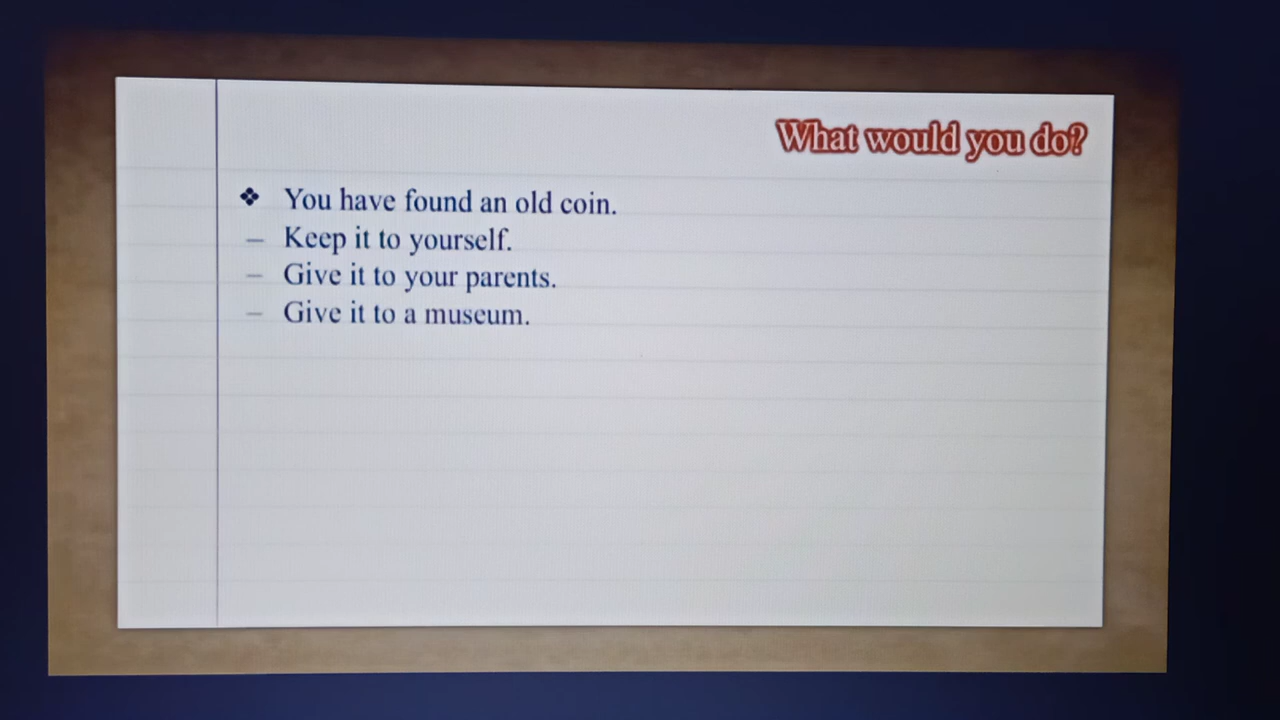 What would you do?
❖ You have found an old coin.
– Keep it to yourself.
– Give it to your parents.
– Give it to a museum.